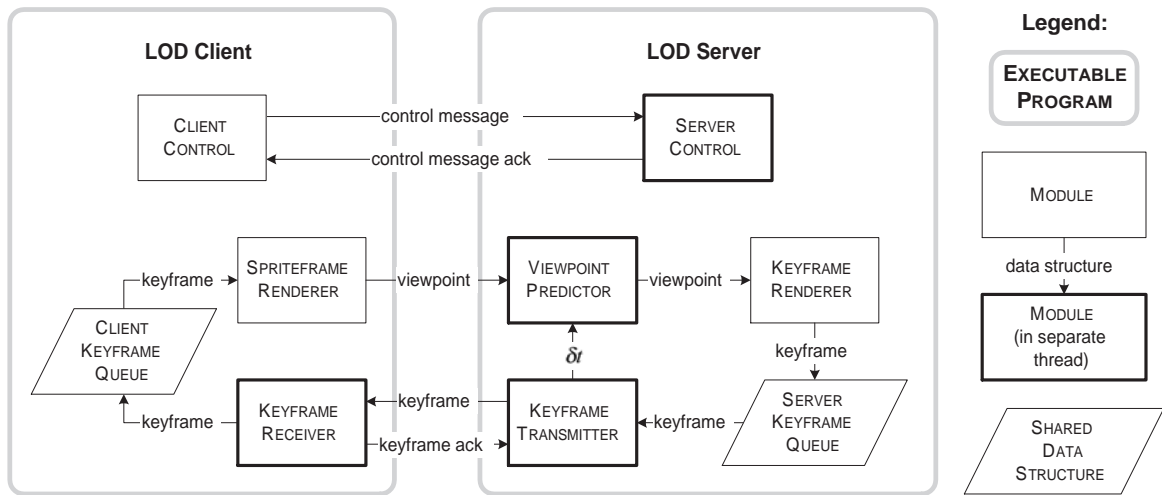 LOD Client
LOD Server
Legend:
EXECUTABLE
PROGRAM
CLIENT
CONTROL
control message
control message ack
SERVER
CONTROL
MODULE
data structure
MODULE
(in separate
thread)
SHARED
DATA
STRUCTURE
keyframe
SPRITEFRAME
RENDERER
viewpoint
VIEWPOINT
PREDICTOR
viewpoint
KEYFRAME
RENDERER
CLIENT
KEYFRAME
QUEUE
δt
keyframe
keyframe
KEYFRAME
RECEIVER
keyframe
keyframe ack
KEYFRAME
TRANSMITTER
keyframe
SERVER
KEYFRAME
QUEUE